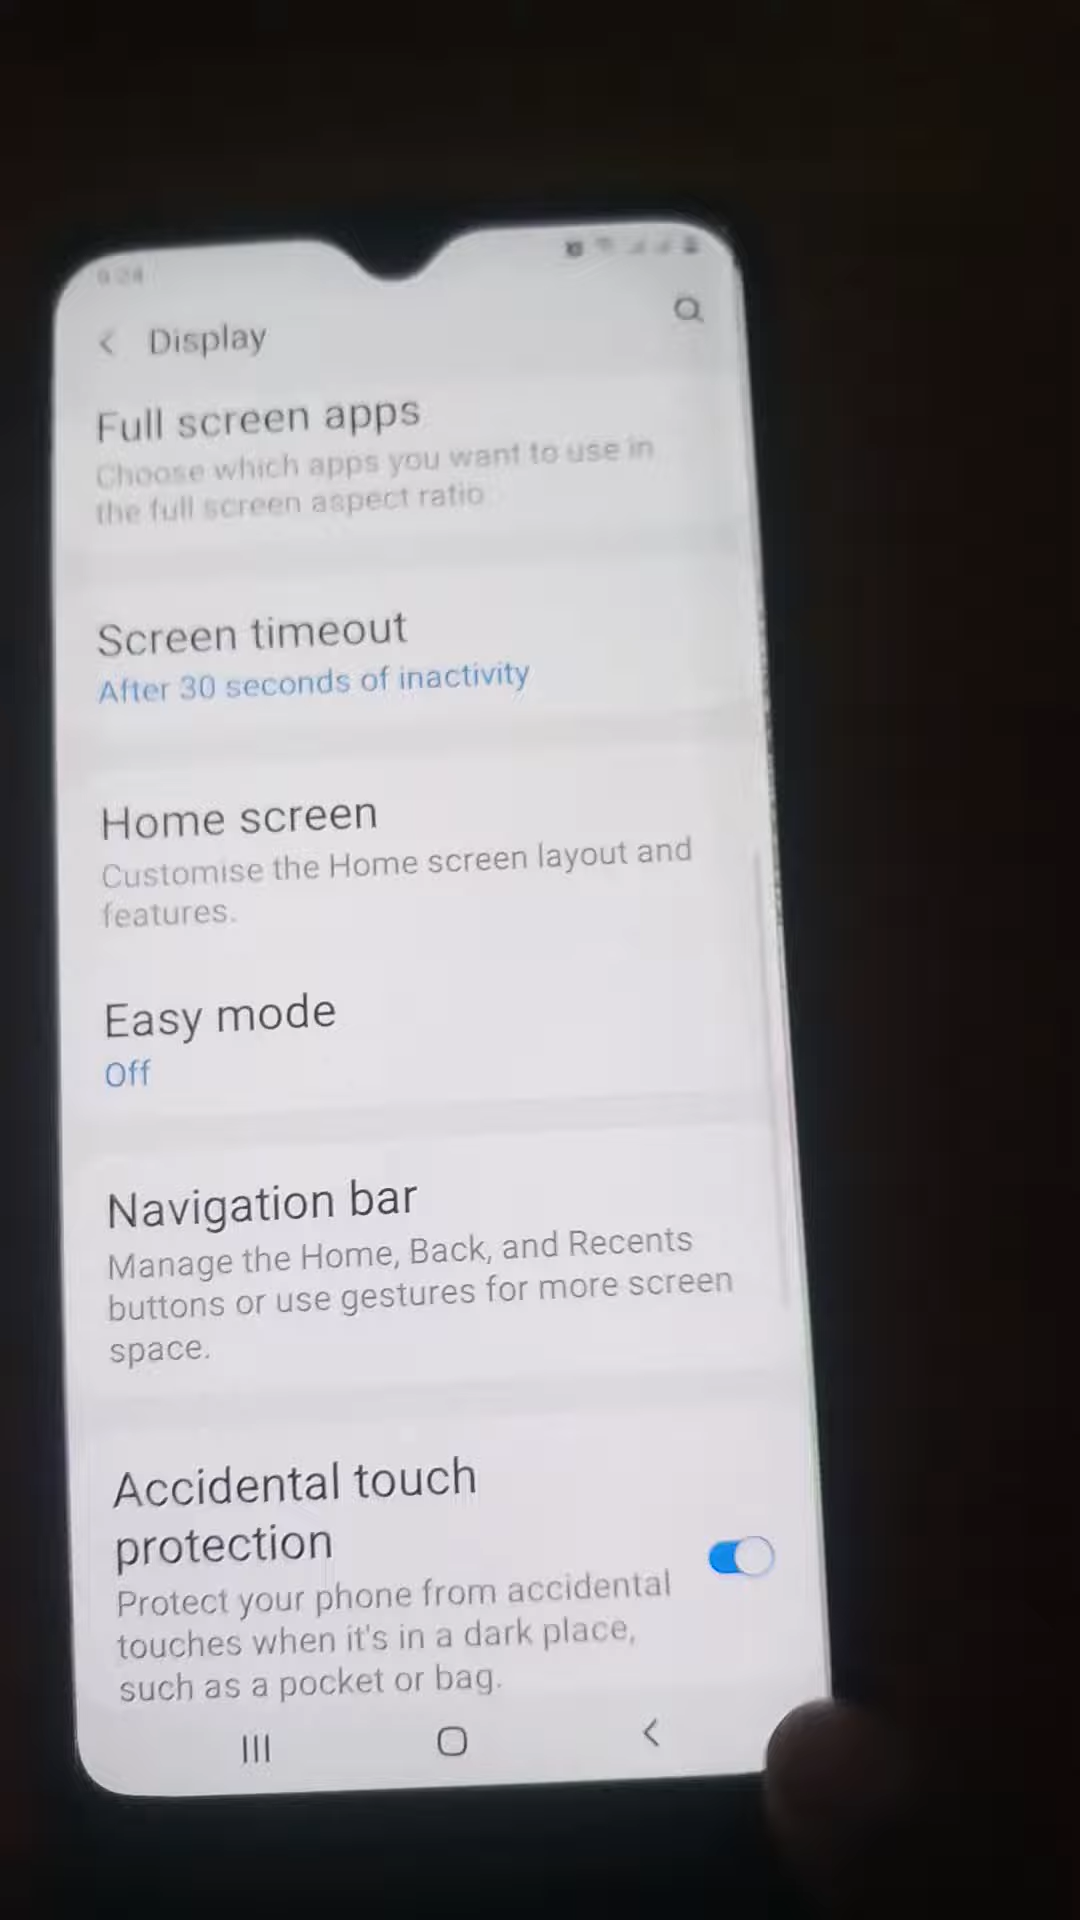 Display
Full screen apps
Choose which apps you want to use in
the full screen aspect ratio
Screen timeout
After 30 seconds of inactivity
Home screen
Customise the Home screen layout and
features.
Easy mode
Off
Navigation bar
Manage the Home, Back, and Recents
buttons or use gestures for more screen
space.
Accidental touch
protection
Protect your phone from accidental
touches when it's in a dark place,
such as a pocket or bag.